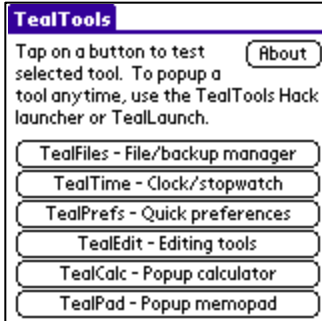 TealTools
Tap on a button to test
About
selected tool. To popup a
tool anytime, use the TealTools Hack
launcher or TealLaunch.
TealFiles - File/backup manager
TealTime - Clock/stopwatch
TealPrefs - Quick preferences
TealEdit - Editing tools
TealCalc - Popup calculator
TealPad - Popup memopad